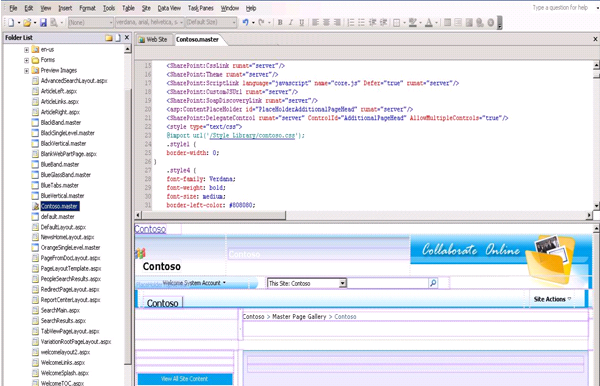 File Edit View Insert Format Tools Table Site Data View Task Panes Window Help
Type a question for help
(None) verdana, arial, helvetica, s. (Default Size)
Folder List
Web Site Contoso.master
en-us
Forms
Preview Images
AdvancedSearchLayout.aspx
ArticleLeft.aspx
ArticleLinks.aspx
ArticleRight.aspx
BlackBand.master
BlackSingleLevel.master
BlackVertical.master
BlankWebPartPage.aspx
BlueBand.master
BlueGlassBand.master
BlueTabs.master
BlueVertical.master
Contoso.master
default.master
DefaultLayout.aspx
NewsHomeLayout.aspx
OrangeSingleLevel.master
PageFromDocLayout.aspx
PageLayoutTemplate.aspx
PeopleSearchResults.aspx
RedirectPageLayout.aspx
ReportCenterLayout.aspx
SearchMain.aspx
SearchResults.aspx
TabViewPageLayout.aspx
VariationRootPageLayout.aspx
welcomelayout2.aspx
WelcomeLinks.aspx
WelcomeSplash.aspx
WelcomeTOC.aspx
15 <SharePoint:CssLink runat="server"/>
16 <SharePoint:Theme runat="server"/>
17 <SharePoint:ScriptLink language="javascript" name="core.js" Defer="true" runat="server"/>
18 <SharePoint:CustomJSUrl runat="server"/>
19 <SharePoint:SoapDiscoveryLink runat="server"/>
20 <asp:ContentPlaceHolder id="PlaceHolderAdditionalPageHead" runat="server"/>
21 <SharePoint:DelegateControl runat="server" ControlId="AdditionalPageHead" AllowMultipleControls="true"/>
22 <style type="text/css">
23 @import url('/Style Library/contoso.css');
24 .style1 {
25 border-width: 0;
26 }
27 .style4 {
28 font-family: Verdana;
29 font-weight: bold;
30 font-size: medium;
31 border-left-color: #808080;
Contoso
Contoso
Collaborate Online
Contoso
Welcome System Account
This Site: Contoso
Contoso
Site Actions
Contoso > Master Page Gallery > Contoso
View All Site Content